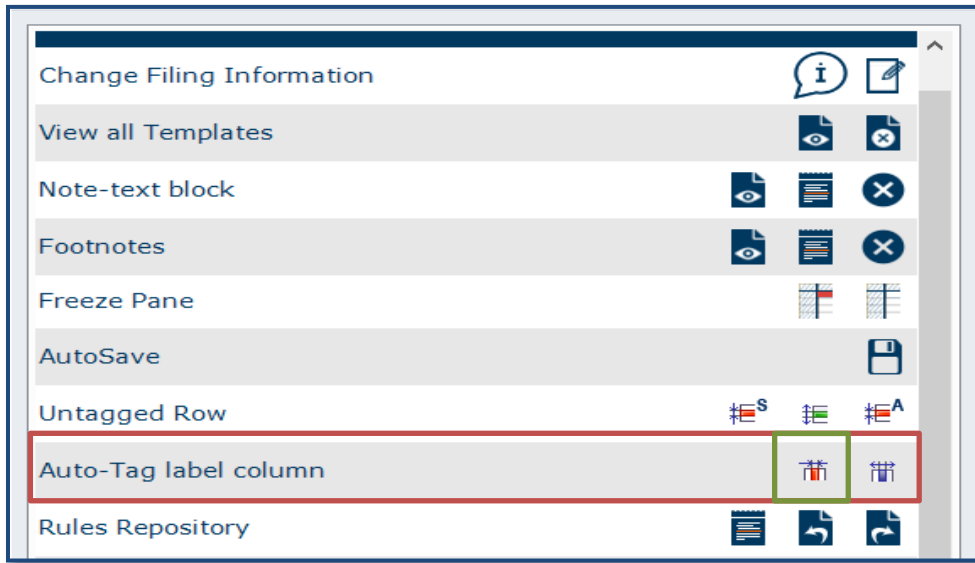 Change Filing Information
View all Templates
Note-text block
Footnotes
Freeze Pane
AutoSave
Untagged Row S A
Auto-Tag label column
Rules Repository